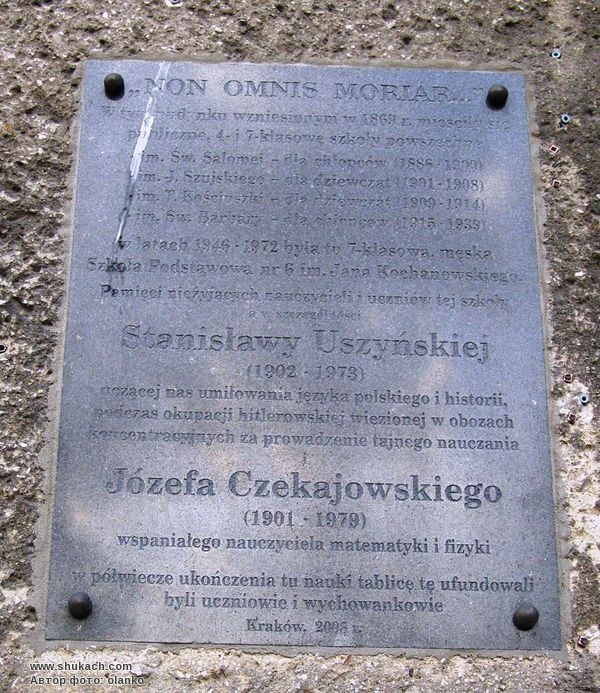 „NON OMNIS MORIAR..."
W tym budynku wzniesionym w 1869 r. mieściły się
publiczne, 4- i 7-klasowe szkoły powszechne
im. Św. Salomei - dla chłopców (1886 - 1900)
im. J. Szujskiego - dla dziewcząt (1901 - 1908)
im. T. Kościuszki - dla dziewcząt (1909 - 1914)
im. Św. Barbary - dla chłopców (1915 - 1939)
w latach 1946 - 1972 była tu 7-klasowa, męska
Szkoła Podstawowa nr 6 im. Jana Kochanowskiego.
Pamięci nieżyjących nauczycieli i uczniów tej szkoły
a w szczególności
Stanisławy Uszyńskiej
(1902 - 1973)
uczącej nas umiłowania języka polskiego i historii,
podczas okupacji hitlerowskiej więzionej w obozach
koncentracyjnych za prowadzenie tajnego nauczania
i
Józefa Czekajowskiego
(1901 - 1979)
wspaniałego nauczyciela matematyki i fizyki
w półwiecze ukończenia tu nauki tablicę tę ufundowali
byli uczniowie i wychowankowie
Kraków, r.
www.shukach.com
Автор фото: olanko